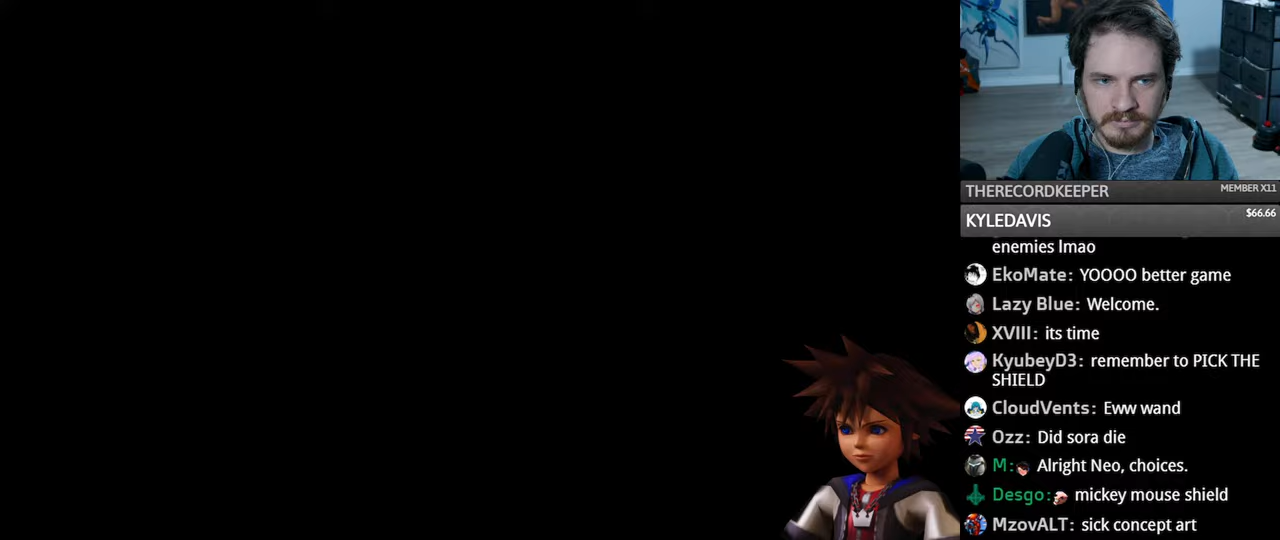 THERECORDKEEPER MEMBER X11
KYLEDAVIS $66.66
enemies lmao
EkoMate: YOOOO better game
Lazy Blue: Welcome.
XVIII: its time
KyubeyD3: remember to PICK THE
SHIELD
CloudVents: Eww wand
Ozz: Did sora die
M: Alright Neo, choices.
Desgo: mickey mouse shield
MzovALT: sick concept art